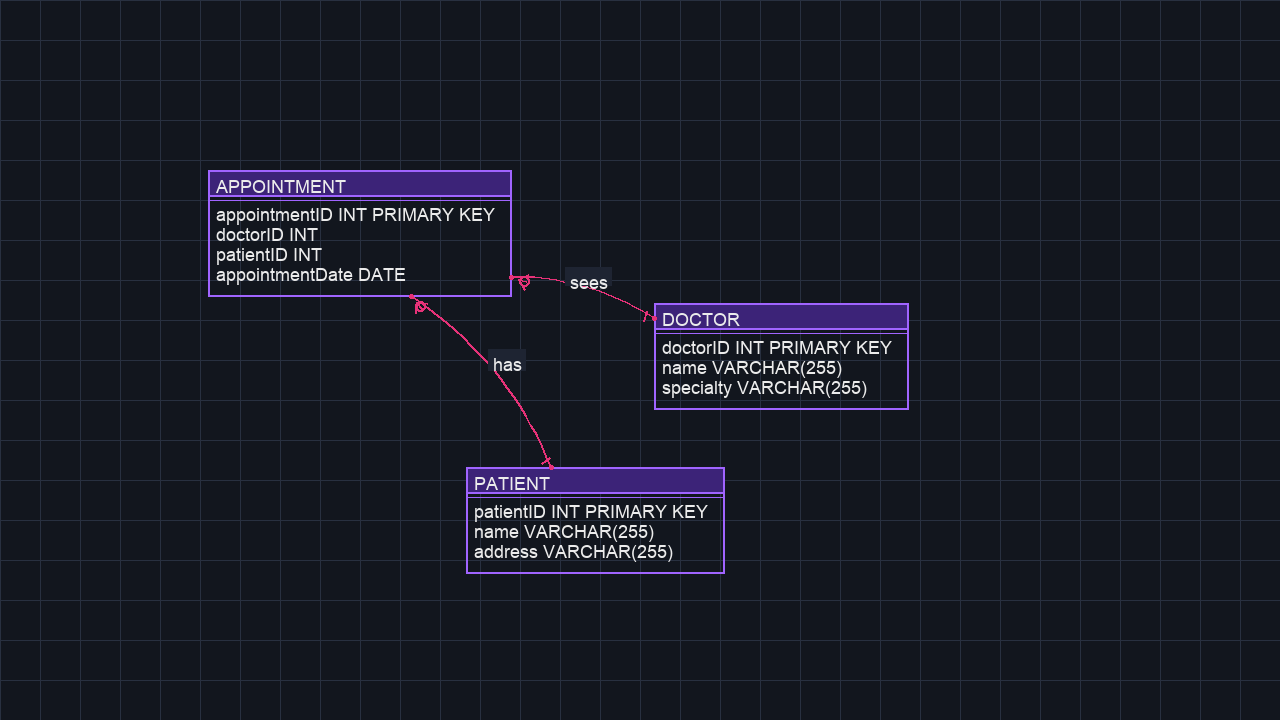 APPOINTMENT
appointmentID INT PRIMARY KEY
doctorID INT
patientID INT
appointmentDate DATE
sees
DOCTOR
doctorID INT PRIMARY KEY
name VARCHAR(255)
specialty VARCHAR(255)
has
PATIENT
patientID INT PRIMARY KEY
name VARCHAR(255)
address VARCHAR(255)